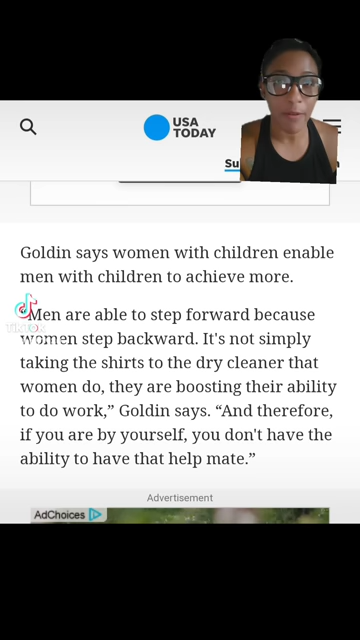 USA
TODAY
Su
Goldin says women with children enable
men with children to achieve more.
“Men are able to step forward because
women step backward. It's not simply
taking the shirts to the dry cleaner that
women do, they are boosting their ability
to do work,” Goldin says. “And therefore,
if you are by yourself, you don't have the
ability to have that help mate.”
Advertisement
AdChoices